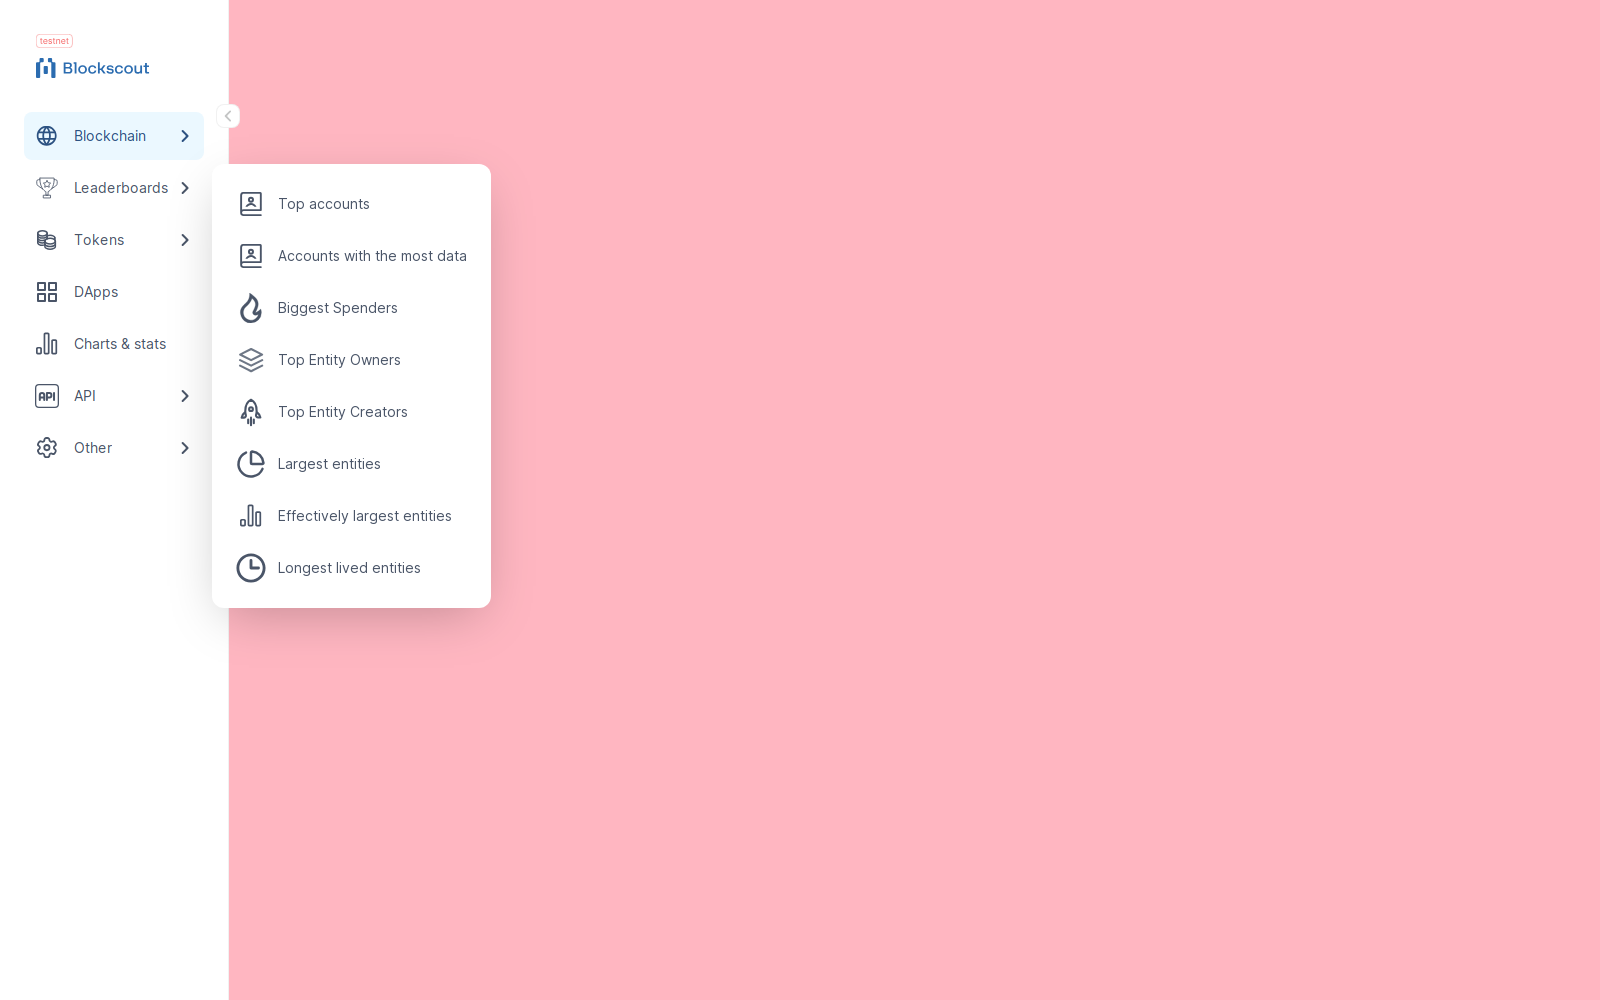 testnet
Blockscout
Blockchain
Leaderboards
Tokens
DApps
Charts & stats
API
API
Other
Top accounts
Accounts with the most data
Biggest Spenders
Top Entity Owners
Top Entity Creators
Largest entities
Effectively largest entities
Longest lived entities